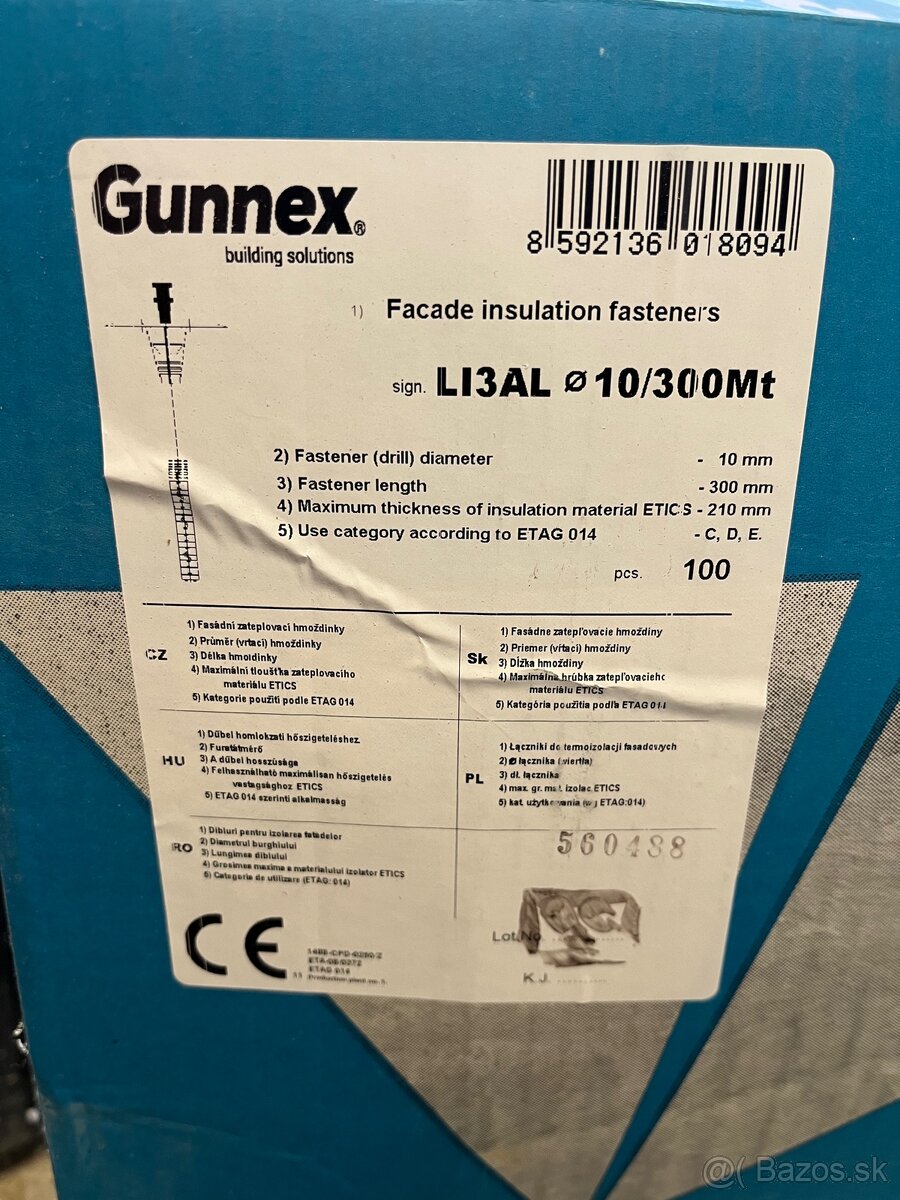 Gunnex®
building solutions
8 592136 018094
1) Facade insulation fasteners
sign. LI3AL ø 10/300Mt
2) Fastener (drill) diameter - 10 mm
3) Fastener length - 300 mm
4) Maximum thickness of insulation material ETICS - 210 mm
5) Use category according to ETAG 014 - C, D, E.
pcs. 100
CZ
1) Fasádní zateplovací hmoždinky
2) Průměr (vrtací) hmoždinky
3) Délka hmoždinky
4) Maximální tloušťka zateplovacího
materiálu ETICS
5) Kategorie použití podle ETAG 014
Sk
1) Fasádne zatepľovacie hmoždiny
2) Priemer (vŕtací) hmoždiny
3) Dĺžka hmoždiny
4) Maximálna hrúbka zatepľovacieho
materiálu ETICS
5) Kategória použitia podľa ETAG 014
HU
1) Dűbel homlokzati hőszigeteléshez
2) Furatátmérő
3) A dűbel hosszúsága
4) Felhasználható maximálisan hőszigetelés
vastagsághoz ETICS
5) ETAG 014 szerinti alkalmasság
PL
1) Łączniki do termoizolacji fasadowych
2) ø łącznika (wiertła)
3) dł. łącznika
4) max. gr. mat. izolac ETICS
5) kat. użytkowania (wj ETAG:014)
RO
1) Dibluri pentru izolarea fatadelor
2) Diametrul burghiului
3) Lungimea diblului
4) Grosimea maxima a materialului izolator ETICS
5) Categorie de utilizare (ETAG: 014)
560488
CE
ETAG 014
Lot.No
K.J.
@( Bazos.sk